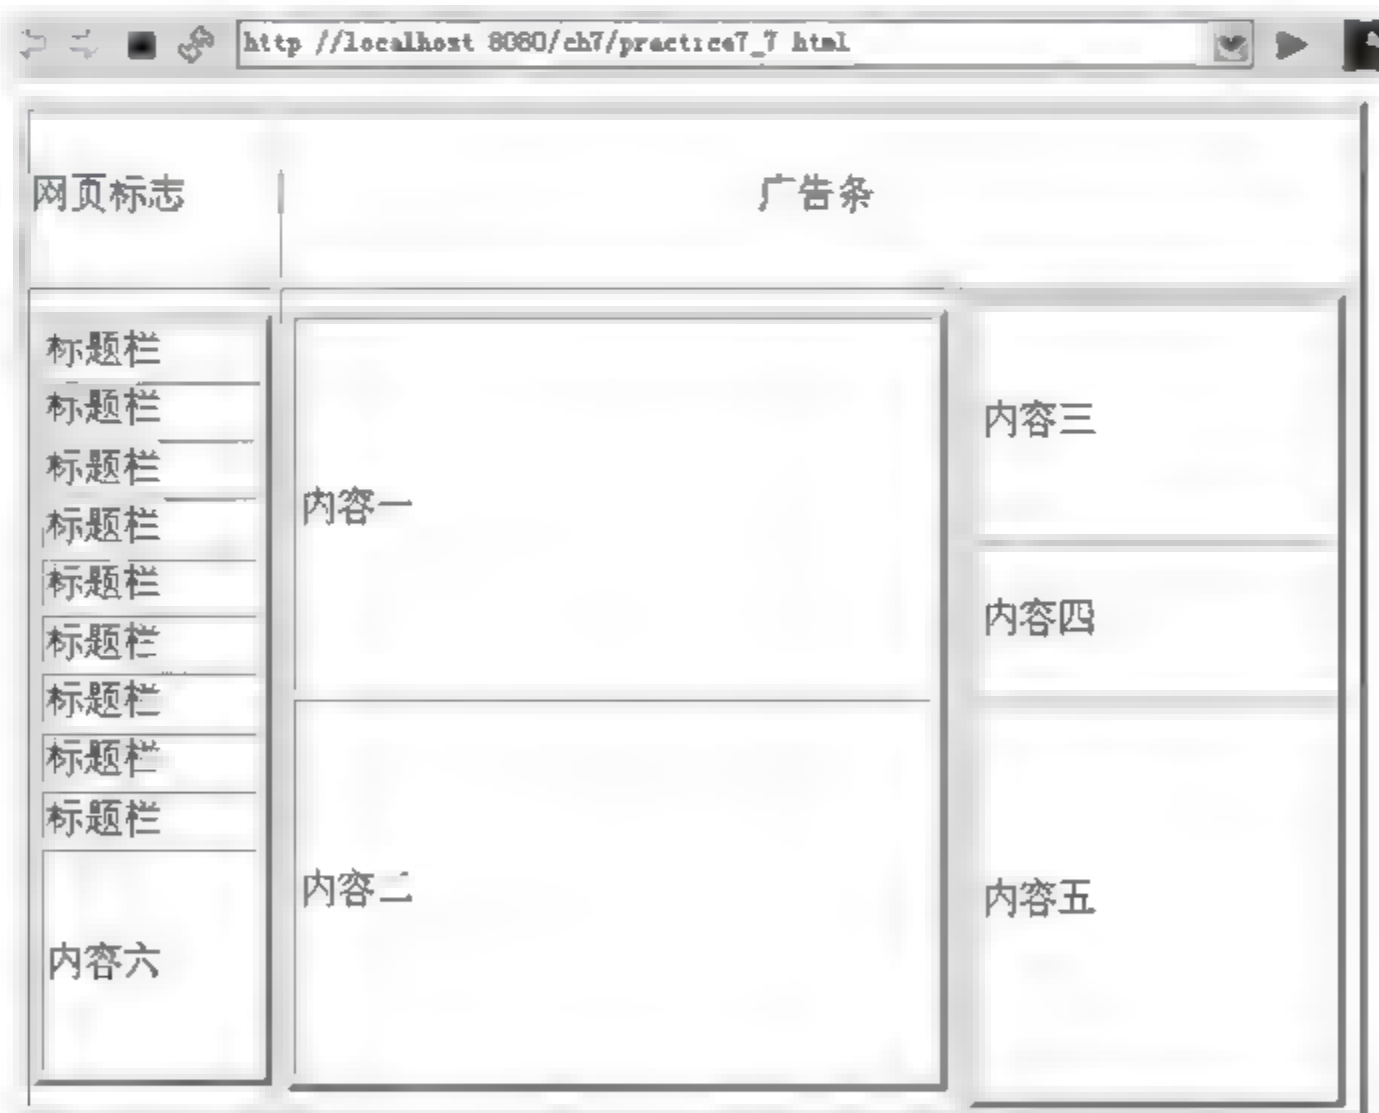 http //localhost 8080/ch7/practice7_7 html
网页标志
广告条
标题栏
标题栏
标题栏
标题栏
标题栏
标题栏
标题栏
标题栏
标题栏
内容六
内容一
内容二
内容三
内容四
内容五